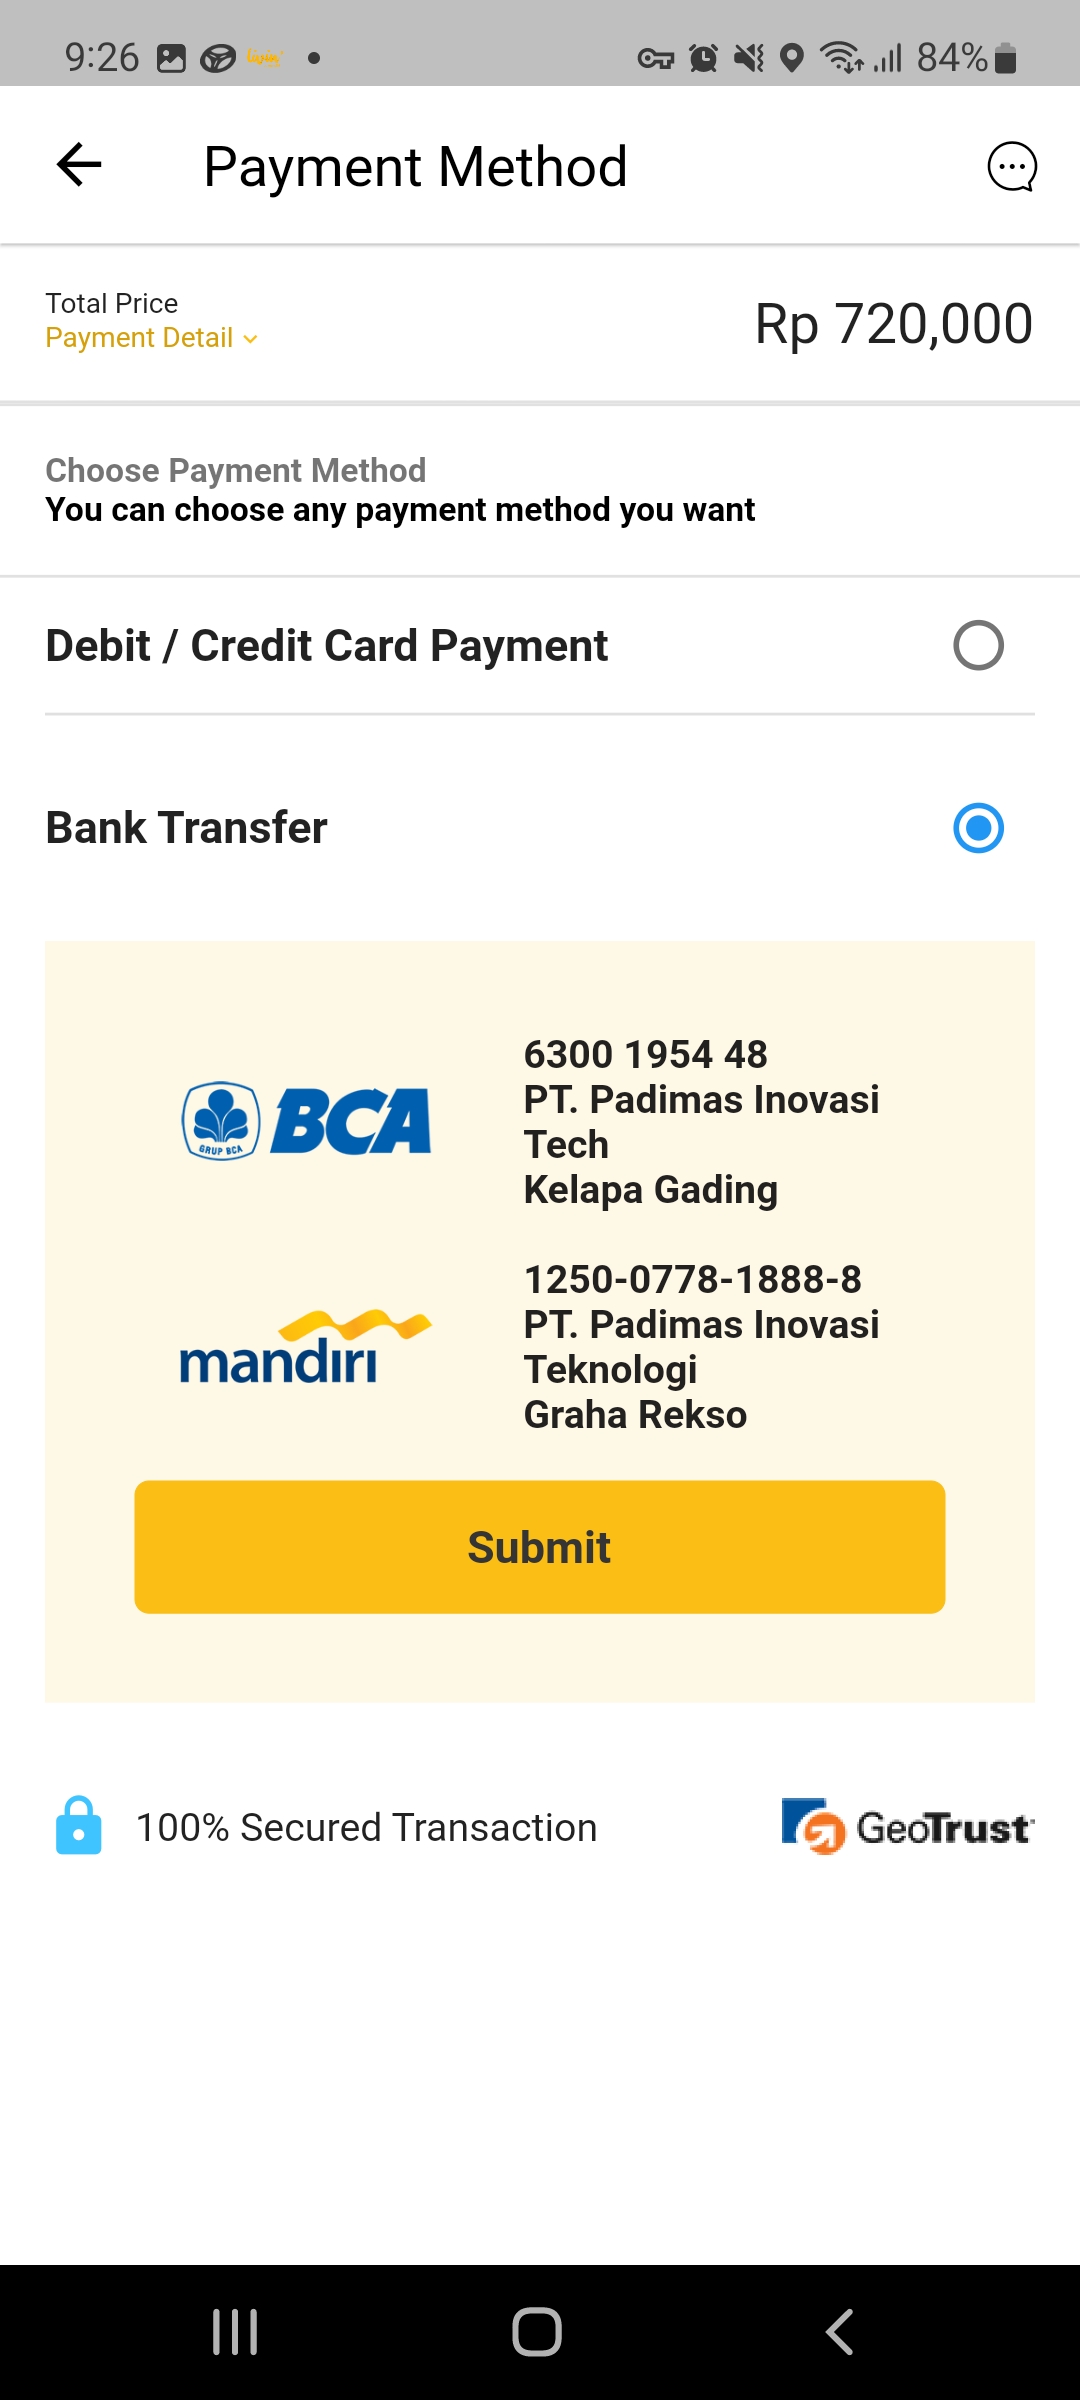 9:26
livin'
84%
Payment Method
Total Price
Payment Detail
Rp 720,000
Choose Payment Method
You can choose any payment method you want
Debit / Credit Card Payment
Bank Transfer
GRUP BCA
BCA
6300 1954 48
PT. Padimas Inovasi
Tech
Kelapa Gading
mandiri
1250-0778-1888-8
PT. Padimas Inovasi
Teknologi
Graha Rekso
Submit
100% Secured Transaction
GeoTrust